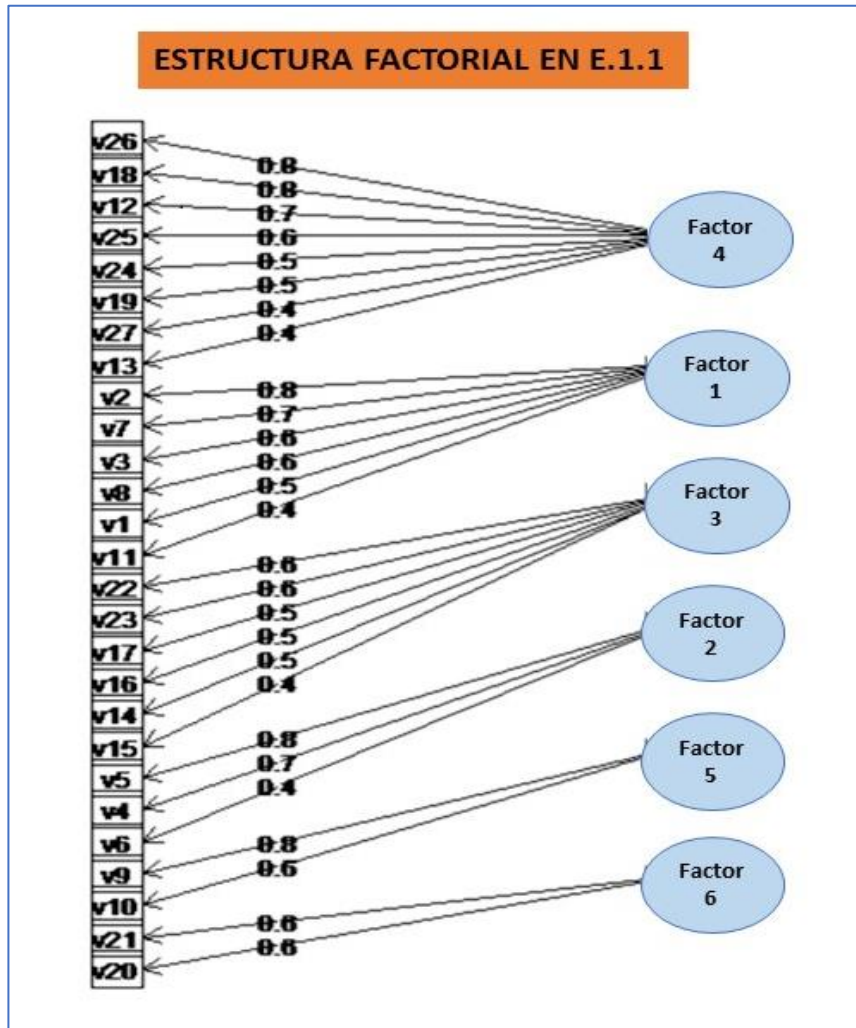 ESTRUCTURA FACTORIAL EN E.1.1
v26
v18
v12
v25
v24
v19
v27
v13
v2
v7
v3
v8
v1
v11
v22
v23
v17
v16
v14
v15
v5
v4
v6
v9
v10
v21
v20
0.8
0.8
0.7
0.6
0.5
0.5
0.4
0.4
0.8
0.7
0.6
0.6
0.5
0.4
0.6
0.6
0.5
0.5
0.5
0.4
0.8
0.7
0.4
0.8
0.6
0.6
Factor
4
Factor
1
Factor
3
Factor
2
Factor
5
Factor
6